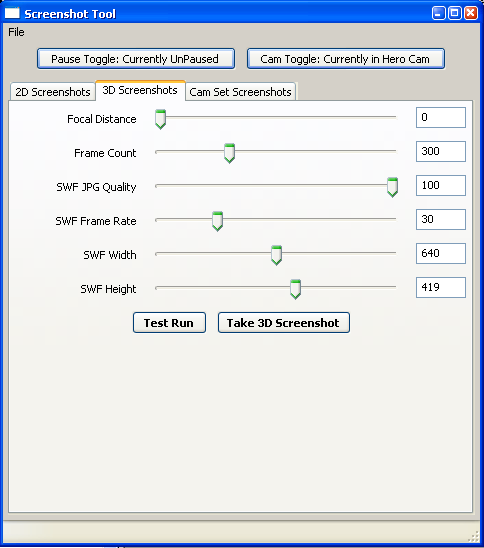 Screenshot Tool
File
Pause Toggle: Currently UnPaused Cam Toggle: Currently in Hero Cam
2D Screenshots 3D Screenshots Cam Set Screenshots
Focal Distance 0
Frame Count 300
SWF JPG Quality 100
SWF Frame Rate 30
SWF Width 640
SWF Height 419
Test Run Take 3D Screenshot